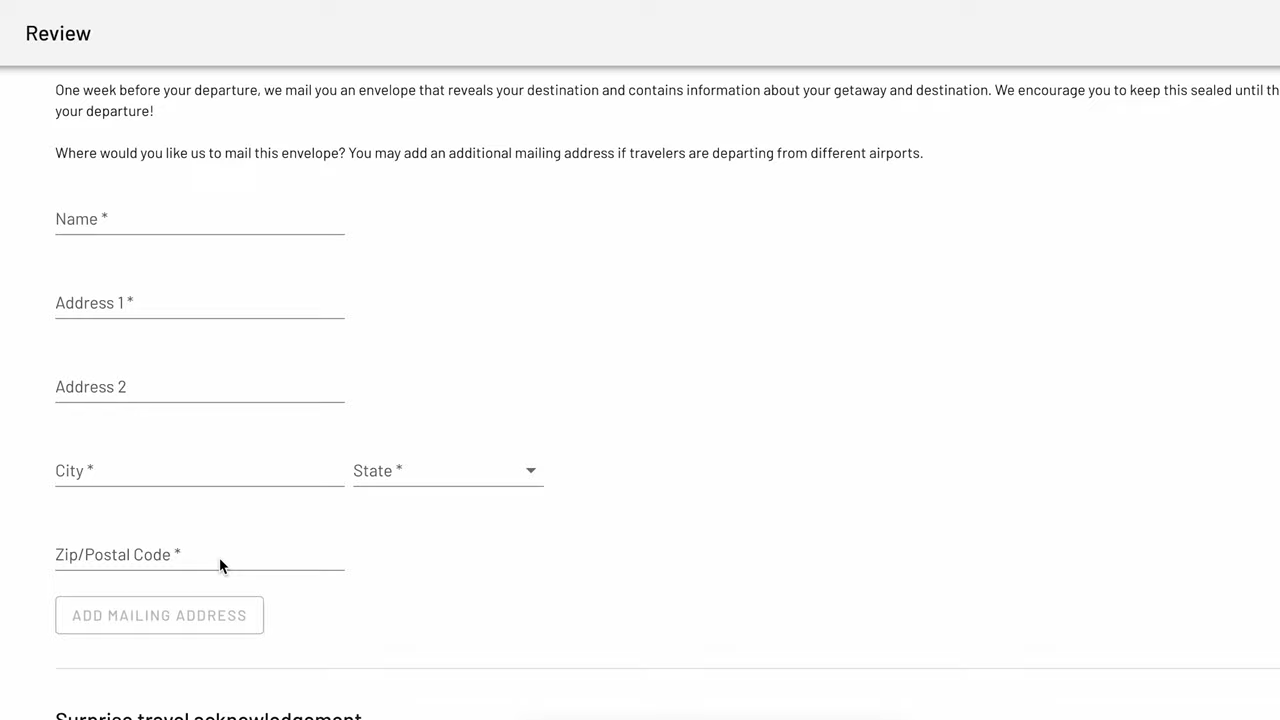 Review
One week before your departure, we mail you an envelope that reveals your destination and contains information about your getaway and destination. We encourage you to keep this sealed until
your departure!
Where would you like us to mail this envelope? You may add an additional mailing address if travelers are departing from different airports.
Name *
Address 1 *
Address 2
City * State *
Zip/Postal Code *
ADD MAILING ADDRESS
Surprise travel acknowledgement